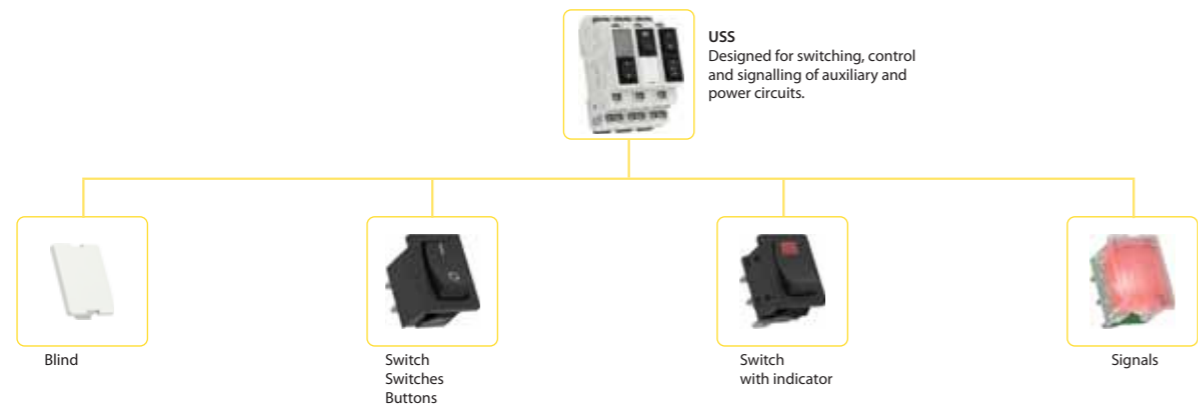 USS
Designed for switching, control
and signalling of auxiliary and
power circuits.
Blind
Switch
Switches
Buttons
Switch
with indicator
Signals